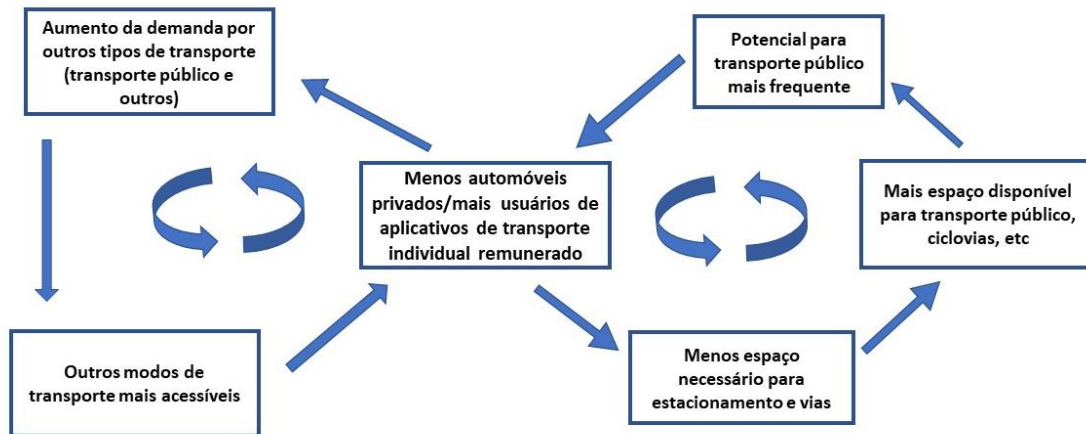 Aumento da demanda por
outros tipos de transporte
(transporte público e
outros)
Potencial para
transporte público
mais frequente
Menos automóveis
privados/mais usuários de
aplicativos de transporte
individual remunerado
Mais espaço disponível
para transporte público,
ciclovias, etc
Outros modos de
transporte mais acessíveis
Menos espaço
necessário para
estacionamento e vias